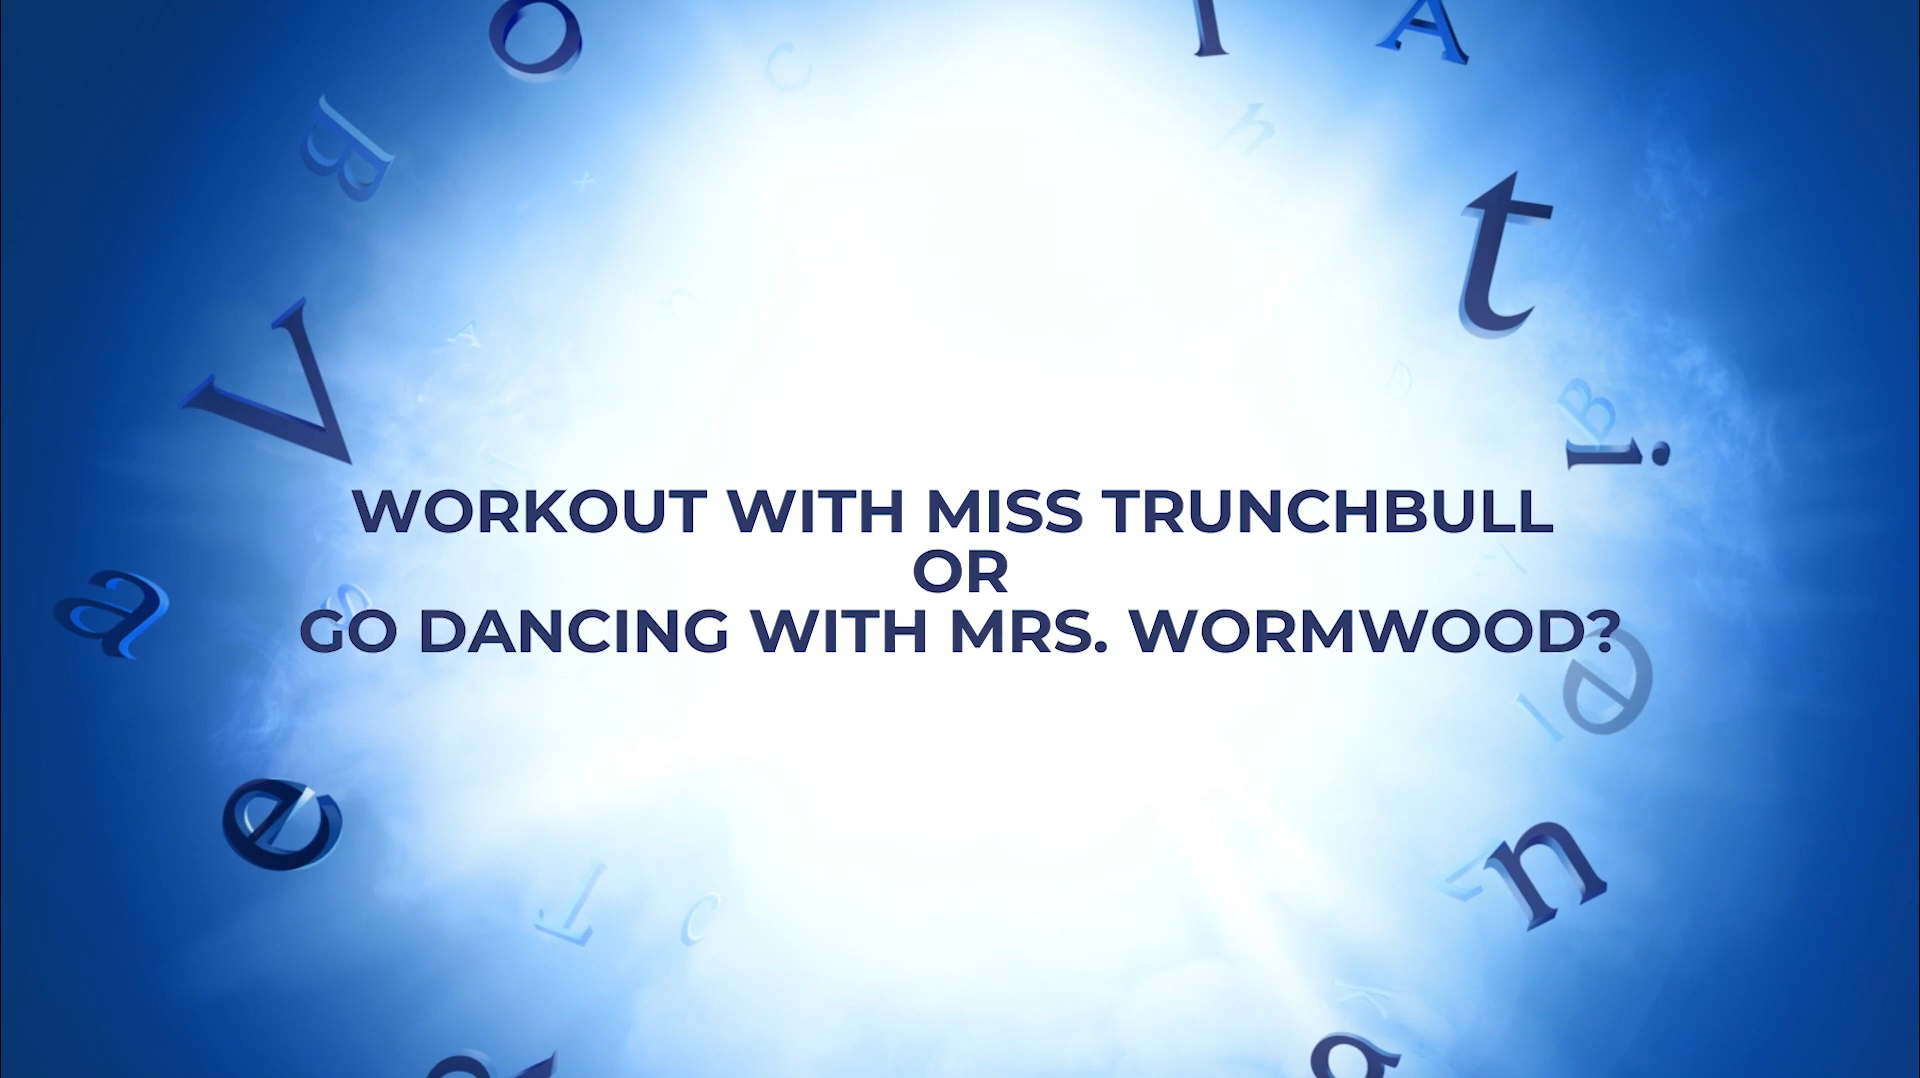 WORKOUT WITH MISS TRUNCHBULL
OR
GO DANCING WITH MRS. WORMWOOD?